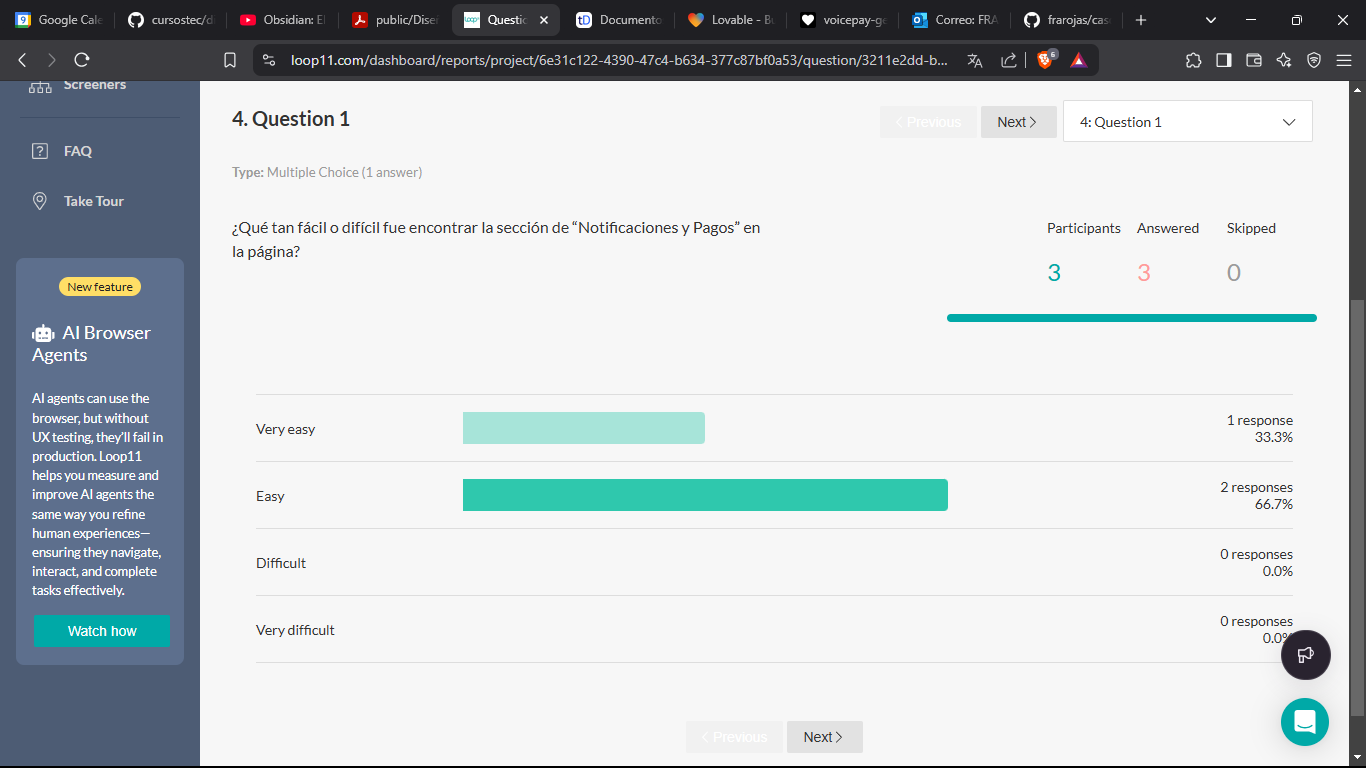 Google Cale
cursostec/di
Obsidian: El
public/Diseñ
Questic
Documento
Lovable - Bu
voicepay-ge
Correo: FRA
frarojas/cas
loop11.com/dashboard/reports/project/6e31c122-4390-47c4-b634-377c87bf0a53/question/3211e2dd-b...
6
Screeners
FAQ
Take Tour
New feature
AI Browser
Agents
AI agents can use the
browser, but without
UX testing, they'll fail in
production. Loop11
helps you measure and
improve AI agents the
same way you refine
human experiences—
ensuring they navigate,
interact, and complete
tasks effectively.
Watch how
4. Question 1
< Previous
Next >
4: Question 1
Type: Multiple Choice (1 answer)
¿Qué tan fácil o difícil fue encontrar la sección de “Notificaciones y Pagos” en
la página?
Participants Answered Skipped
3 3 0
Very easy
1 response
33.3%
Easy
2 responses
66.7%
Difficult
0 responses
0.0%
Very difficult
0 responses
0.0%
< Previous
Next >